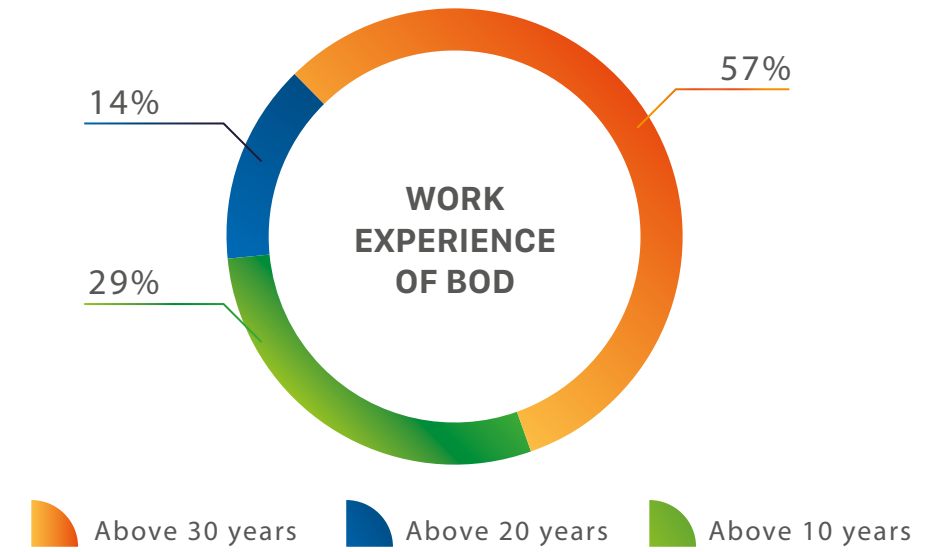 57%
14%
29%
WORK
EXPERIENCE
OF BOD
Above 30 years
Above 20 years
Above 10 years